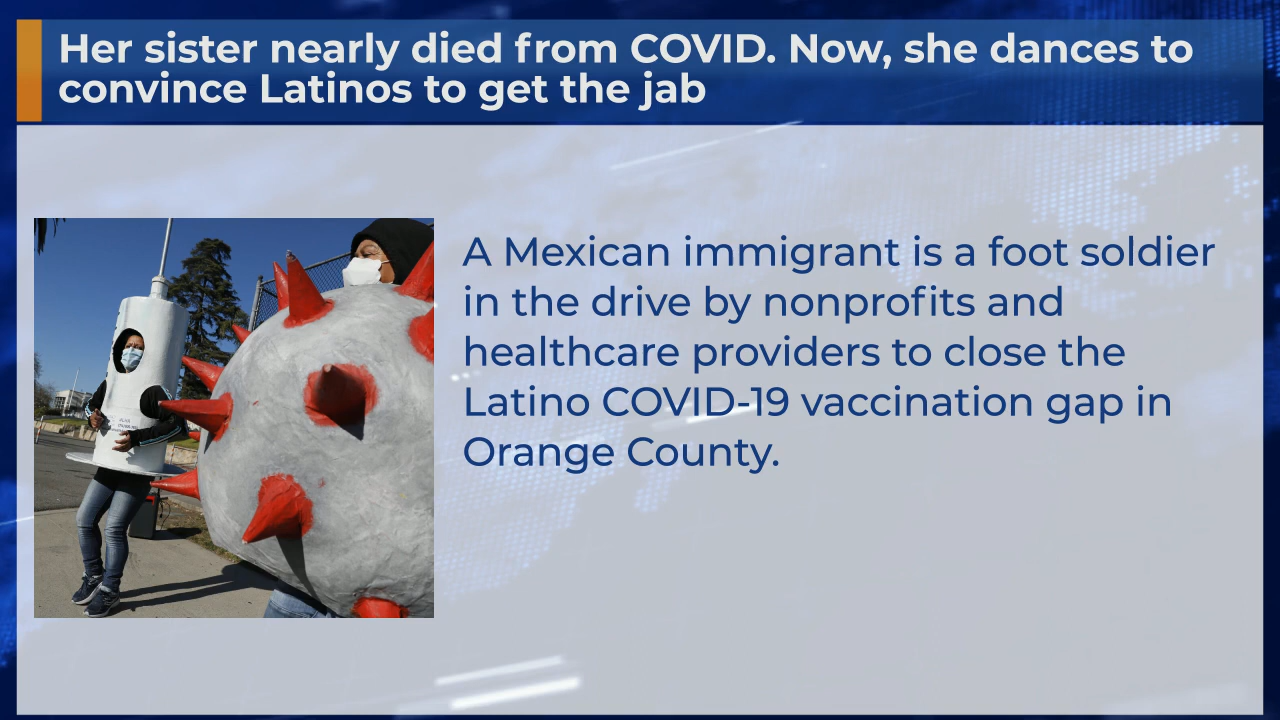 Her sister nearly died from COVID. Now, she dances to
convince Latinos to get the jab
A Mexican immigrant is a foot soldier
in the drive by nonprofits and
healthcare providers to close the
Latino COVID-19 vaccination gap in
Orange County.